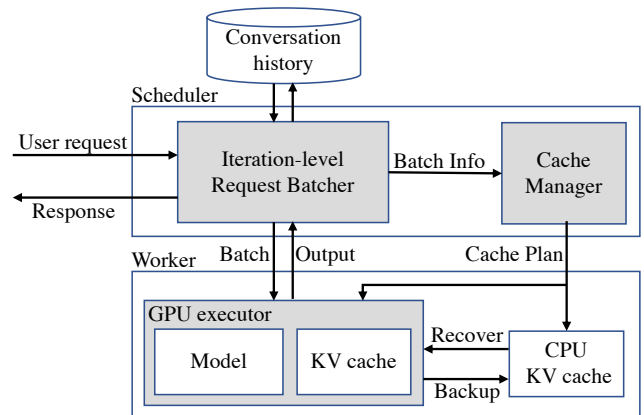 Conversation
history
Scheduler
User request
Iteration-level
Request Batcher
Batch Info
Cache
Manager
Response
Batch
Output
Cache Plan
Worker
GPU executor
Model
KV cache
Recover
Backup
CPU
KV cache